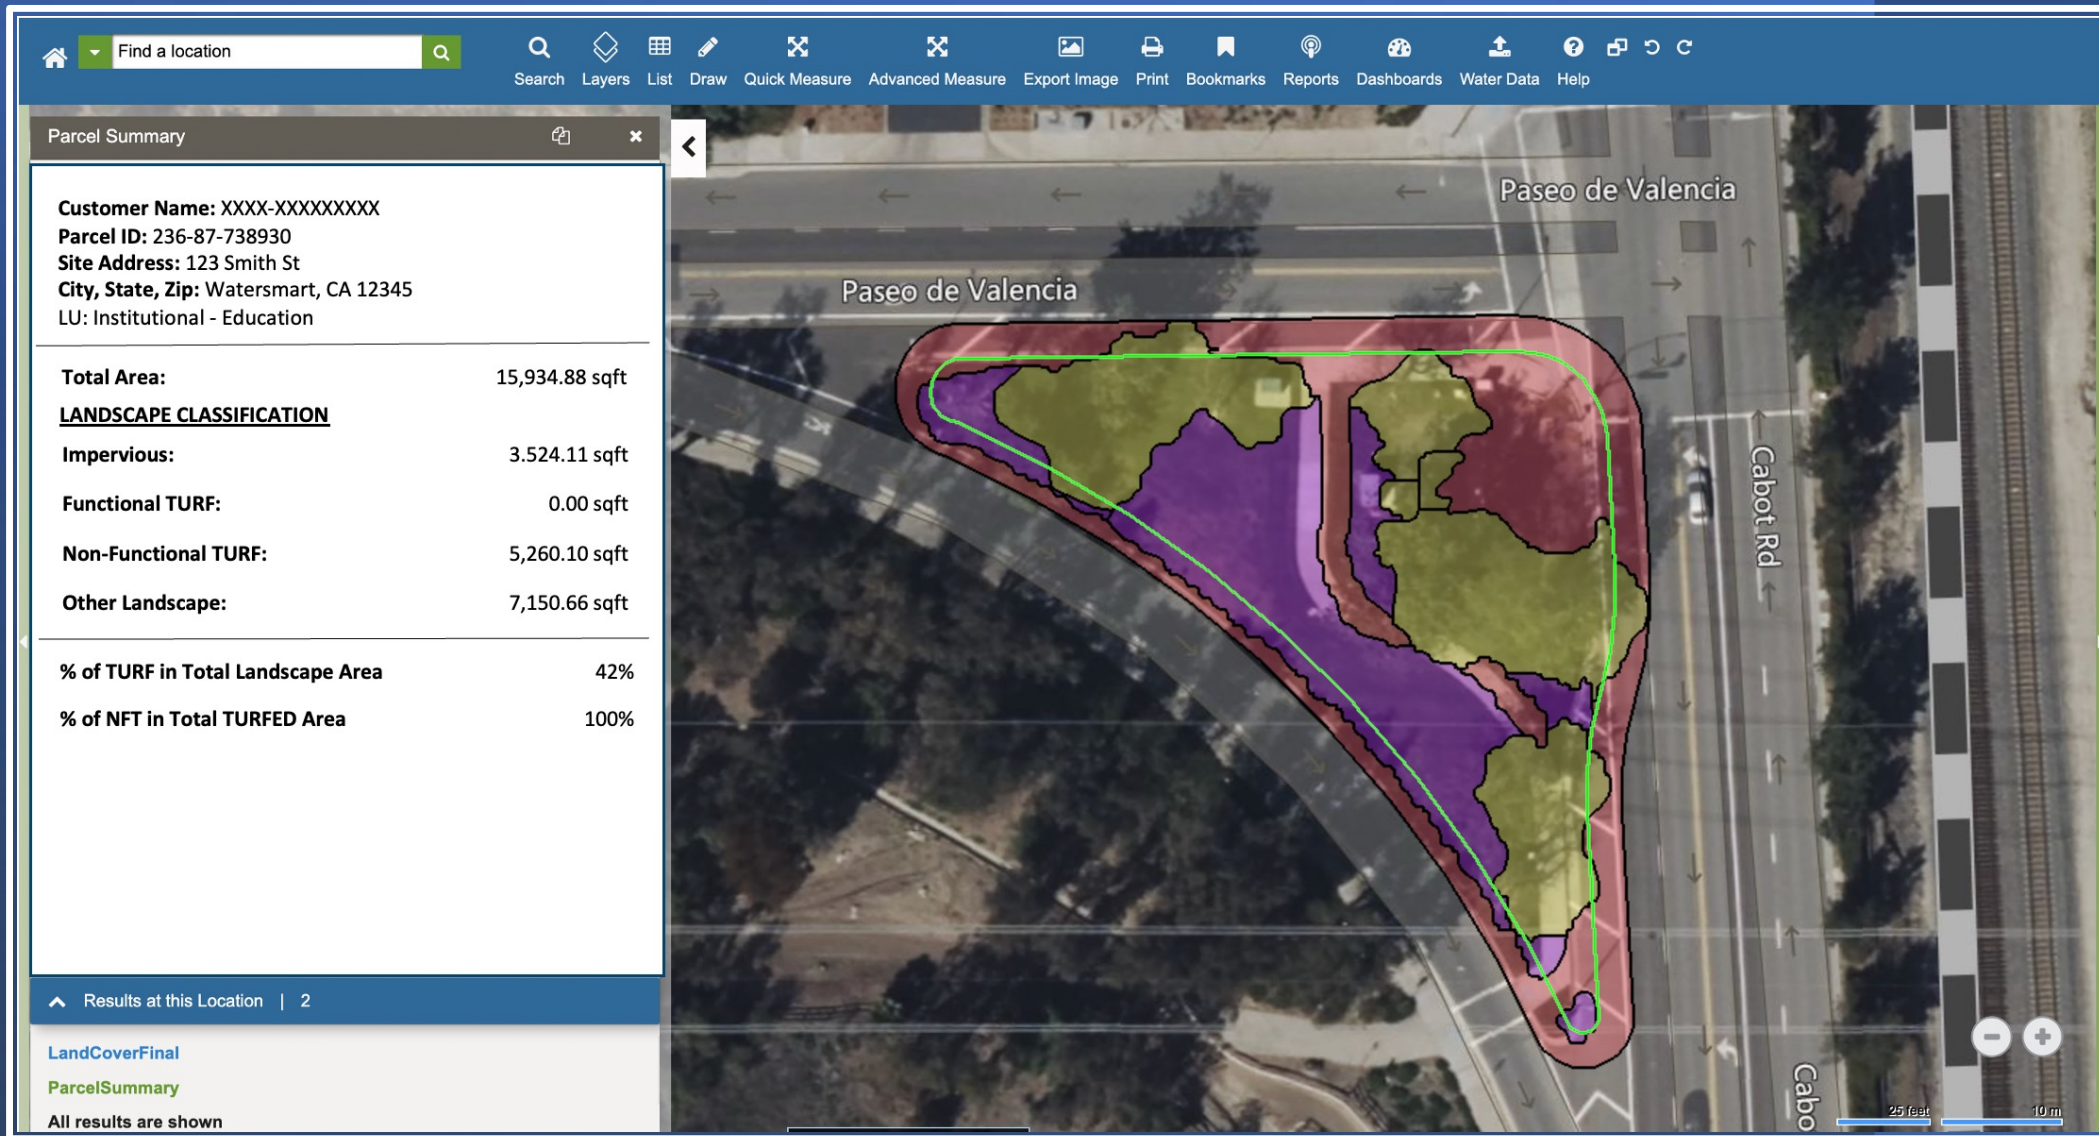 Find a location
Search Layers List Draw Quick Measure Advanced Measure Export Image Print Bookmarks Reports Dashboards Water Data Help
Parcel Summary
Customer Name: XXXX-XXXXXXXXX
Parcel ID: 236-87-738930
Site Address: 123 Smith St
City, State, Zip: Watersmart, CA 12345
LU: Institutional - Education
Total Area: 15,934.88 sqft
LANDSCAPE CLASSIFICATION
Impervious: 3.524.11 sqft
Functional TURF: 0.00 sqft
Non-Functional TURF: 5,260.10 sqft
Other Landscape: 7,150.66 sqft
% of TURF in Total Landscape Area 42%
% of NFT in Total TURFED Area 100%
Results at this Location | 2
LandCoverFinal
ParcelSummary
All results are shown
Paseo de Valencia
Paseo de Valencia
Cabot Rd
Cabo
25 feet 10 m